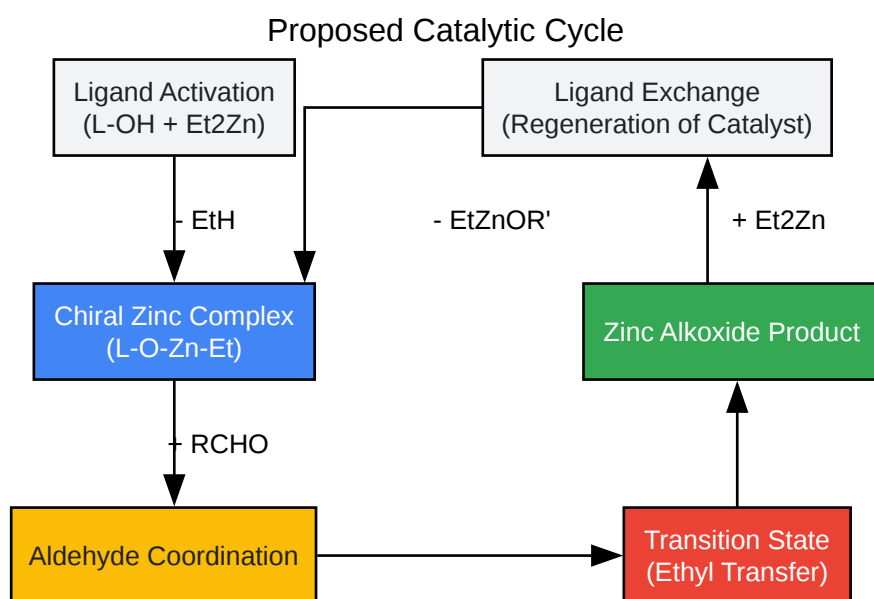 Proposed Catalytic Cycle
Ligand Activation
(L-OH + Et2Zn)
Ligand Exchange
(Regeneration of Catalyst)
- EtH
- EtZnOR'
+ Et2Zn
Chiral Zinc Complex
(L-O-Zn-Et)
Zinc Alkoxide Product
+ RCHO
Aldehyde Coordination
Transition State
(Ethyl Transfer)